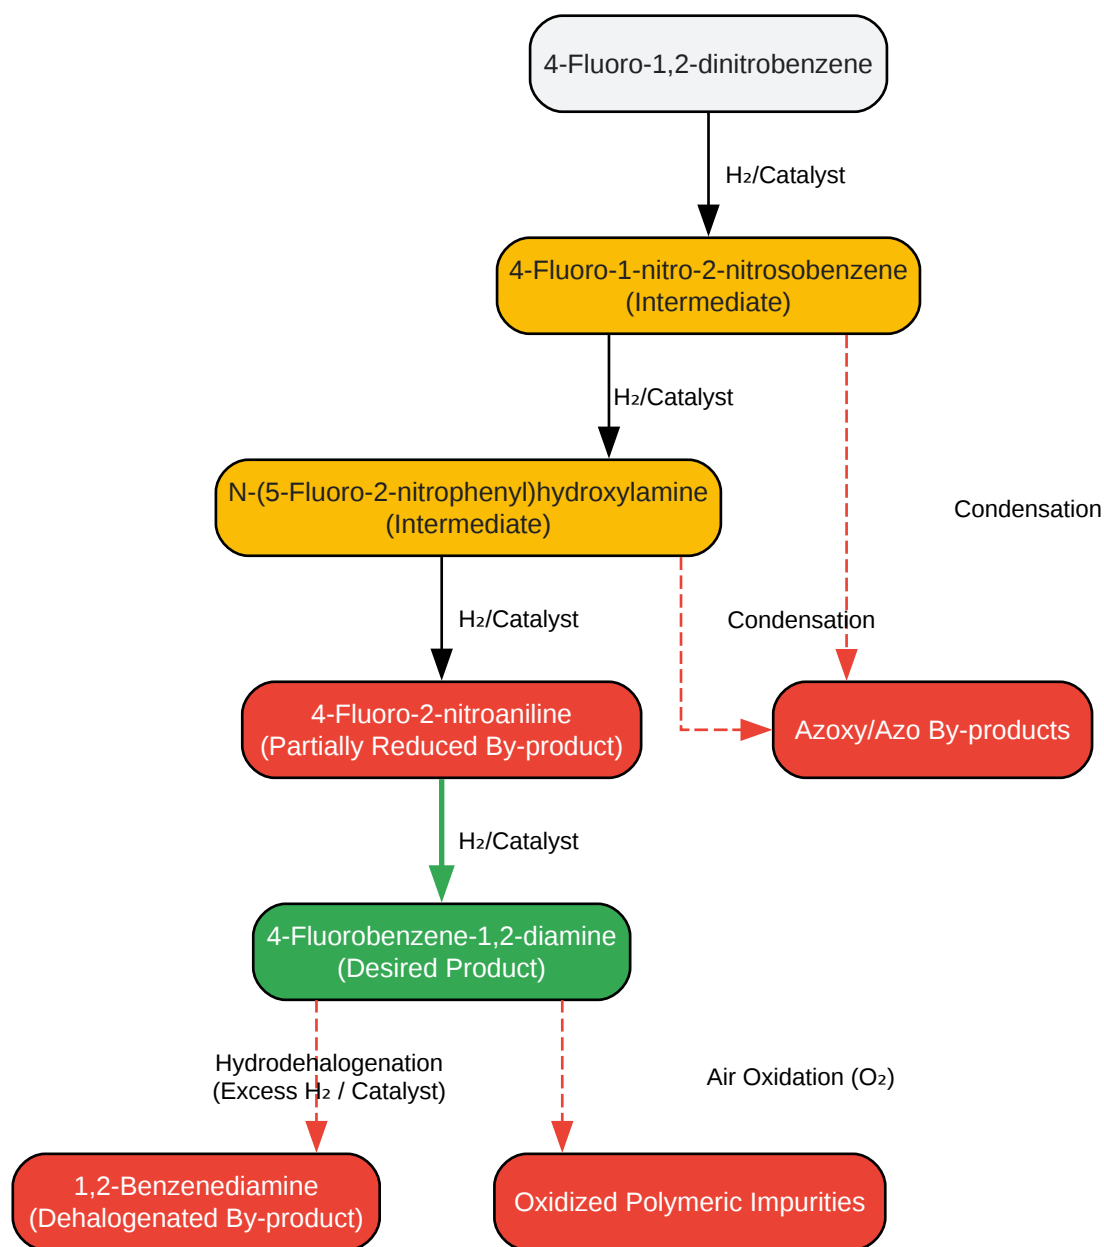 4-Fluoro-1,2-dinitrobenzene
H₂/Catalyst
4-Fluoro-1-nitro-2-nitrosobenzene
(Intermediate)
H₂/Catalyst
N-(5-Fluoro-2-nitrophenyl)hydroxylamine
(Intermediate)
Condensation
H₂/Catalyst
Condensation
4-Fluoro-2-nitroaniline
(Partially Reduced By-product)
Azoxy/Azo By-products
H₂/Catalyst
4-Fluorobenzene-1,2-diamine
(Desired Product)
Hydrodehalogenation
(Excess H₂ / Catalyst)
Air Oxidation (O₂)
1,2-Benzenediamine
(Dehalogenated By-product)
Oxidized Polymeric Impurities